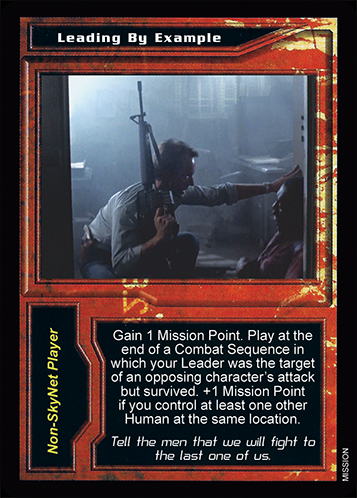 Leading By Example
Non-SkyNet Player
Gain 1 Mission Point. Play at the
end of a Combat Sequence in
which your Leader was the target
of an opposing character's attack
but survived. +1 Mission Point
if you control at least one other
Human at the same location.
Tell the men that we will fight to
the last one of us.
MISSION